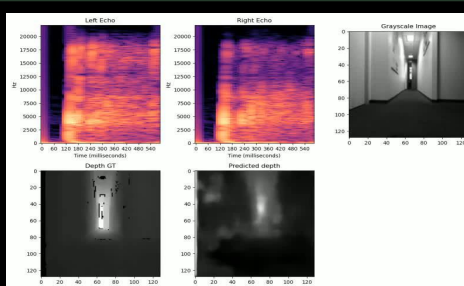 Left Echo
Right Echo
Grayscale Image
20000
17500
15000
12500
10000
7500
5000
2500
0
Hz
0 60 120 180 240 300 360 420 480 540
Time (milliseconds)
20000
17500
15000
12500
10000
7500
5000
2500
0
Hz
0 60 120 180 240 300 360 420 480 540
Time (milliseconds)
0
20
40
60
80
100
120
0 20 40 60 80 100 120
Depth GT
Predicted depth
0
20
40
60
80
100
120
0 20 40 60 80 100 120
0
20
40
60
80
100
120
0 20 40 60 80 100 120